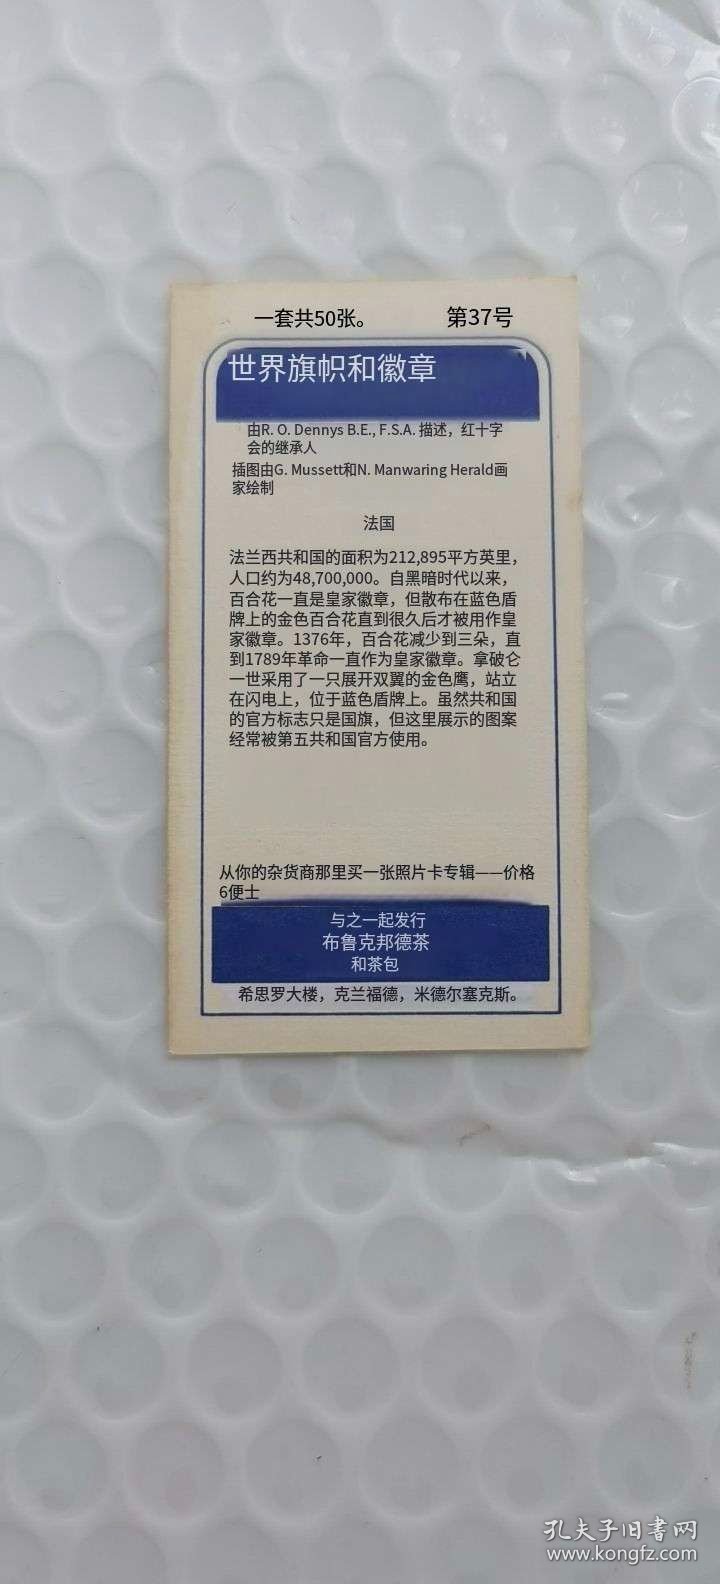 一套共50张。 第37号
世界旗帜和徽章
由R. O. Dennys B.E., F.S.A. 描述，红十字
会的继承人
插图由G. Mussett和N. Manwaring Herald画
家绘制
法国
法兰西共和国的面积为212,895平方英里，
人口约为48,700,000。自黑暗时代以来，
百合花一直是皇家徽章，但散布在蓝色盾
牌上的金色百合花直到很久后才被用作皇
家徽章。1376年，百合花减少到三朵，直
到1789年革命一直作为皇家徽章。拿破仑
一世采用了一只展开双翼的金色鹰，站立
在闪电上，位于蓝色盾牌上。虽然共和国
的官方标志只是国旗，但这里展示的图案
经常被第五共和国官方使用。
从你的杂货商那里买一张照片卡专辑——价格
6便士
与之一起发行
布鲁克邦德茶
和茶包
希思罗大楼，克兰福德，米德尔塞克斯。
孔夫子旧书网
www.kongfz.com